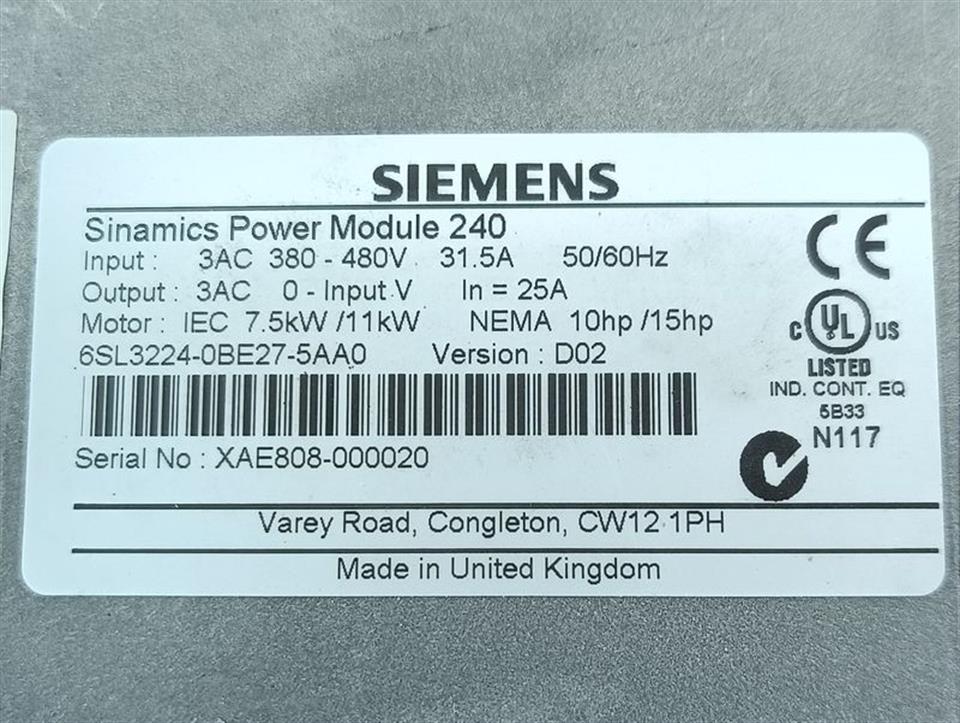 SIEMENS
Sinamics Power Module 240
Input : 3AC 380 - 480V 31.5A 50/60Hz
Output : 3AC 0 - Input V In = 25A
Motor : IEC 7.5kW /11kW NEMA 10hp /15hp
6SL3224-0BE27-5AA0 Version : D02
Serial No : XAE808-000020
CE
C UL US
LISTED
IND. CONT. EQ
5B33
N117
Varey Road, Congleton, CW12 1PH
Made in United Kingdom